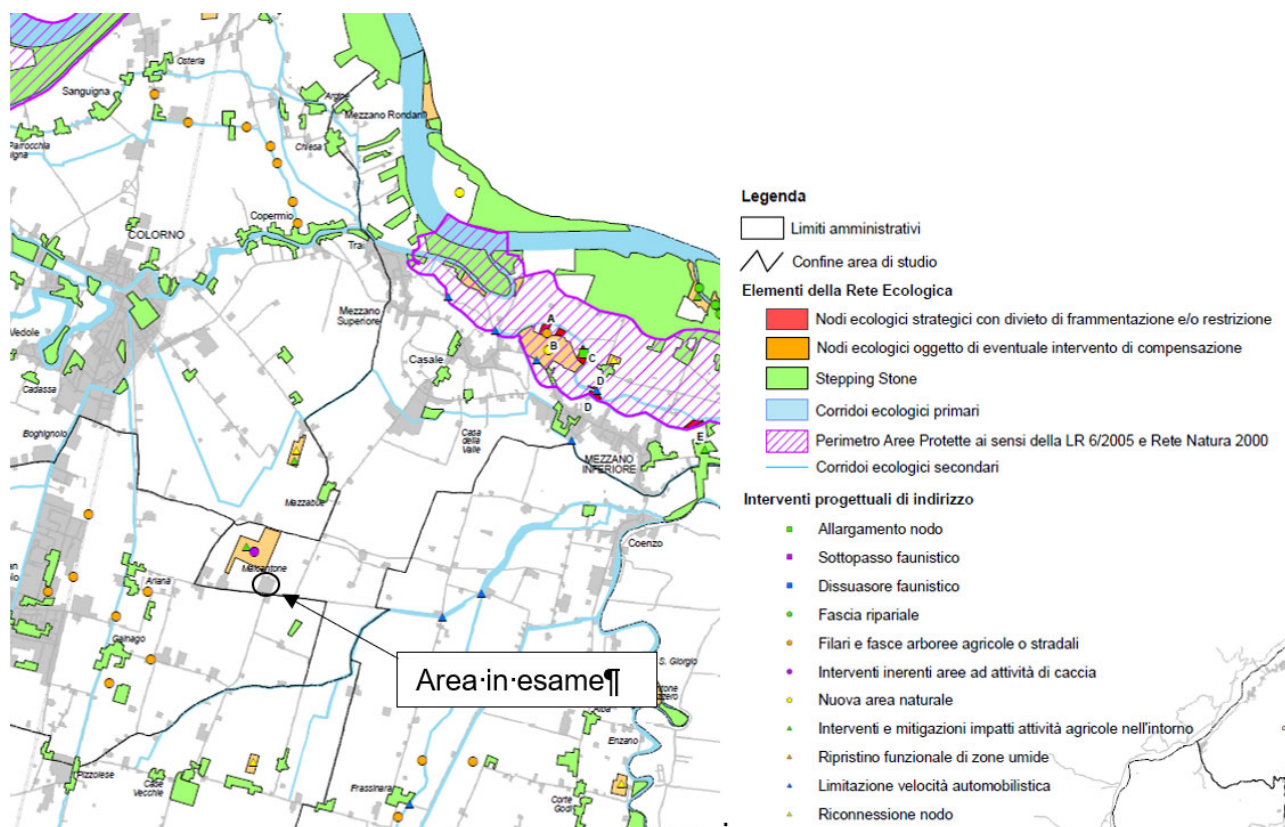 Osteria
Sanguigna
Argine
Mezzano Rondani
Parrocchia
Chiesa
Copermio
COLORNO
Vedole
Mezzano
Superiore
Casale
A
B
C
D
D
E
Cadassa
Boghignolo
Casa
della
Valle
MEZZANO
INFERIORE
Mezzabue
Coenzo
Malcantone
Ariana
Gainago
S. Giorgio
Area·in·esame¶
Enzano
Pizzolese
Case
Vecchie
Frassinara
Corte
Godi
Legenda
Limiti amministrativi
Confine area di studio
Elementi della Rete Ecologica
Nodi ecologici strategici con divieto di frammentazione e/o restrizione
Nodi ecologici oggetto di eventuale intervento di compensazione
Stepping Stone
Corridoi ecologici primari
Perimetro Aree Protette ai sensi della LR 6/2005 e Rete Natura 2000
Corridoi ecologici secondari
Interventi progettuali di indirizzo
Allargamento nodo
Sottopasso faunistico
Dissuasore faunistico
Fascia ripariale
Filari e fasce arboree agricole o stradali
Interventi inerenti aree ad attività di caccia
Nuova area naturale
Interventi e mitigazioni impatti attività agricole nell'intorno
Ripristino funzionale di zone umide
Limitazione velocità automobilistica
Riconnessione nodo